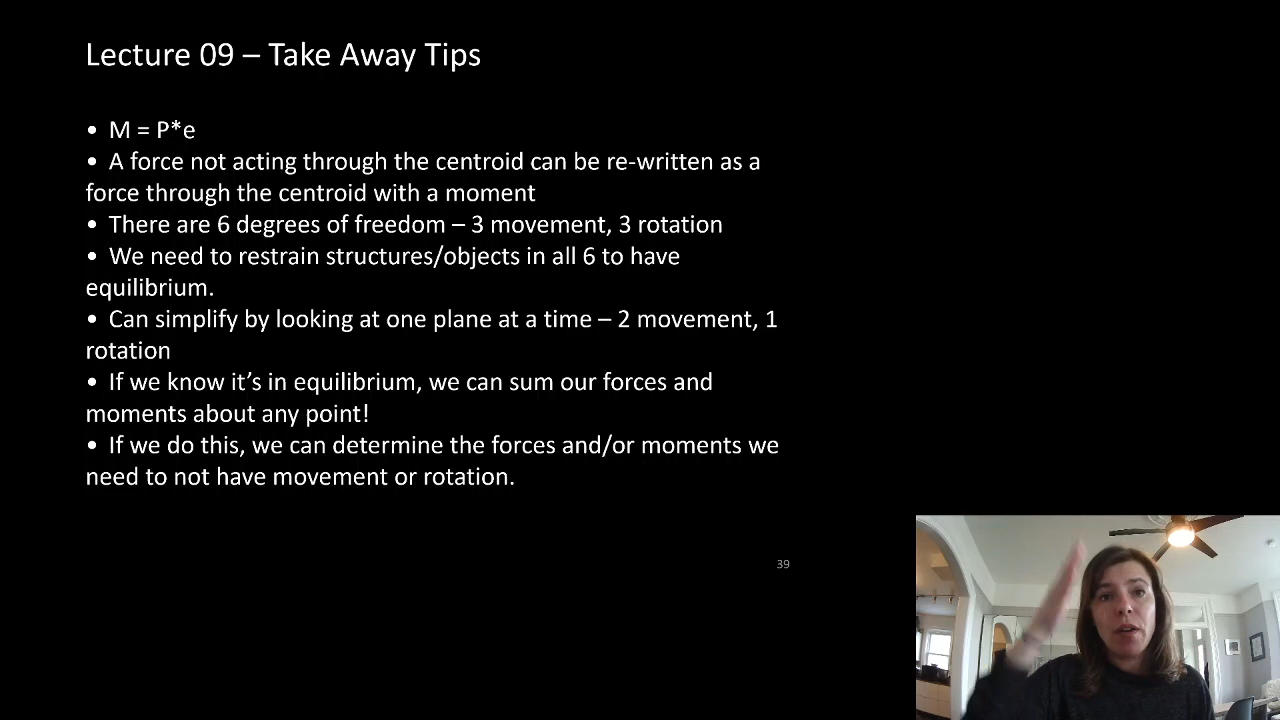 Lecture 09 – Take Away Tips
• M = P*e
• A force not acting through the centroid can be re-written as a
force through the centroid with a moment
• There are 6 degrees of freedom – 3 movement, 3 rotation
• We need to restrain structures/objects in all 6 to have
equilibrium.
• Can simplify by looking at one plane at a time – 2 movement, 1
rotation
• If we know it’s in equilibrium, we can sum our forces and
moments about any point!
• If we do this, we can determine the forces and/or moments we
need to not have movement or rotation.
39